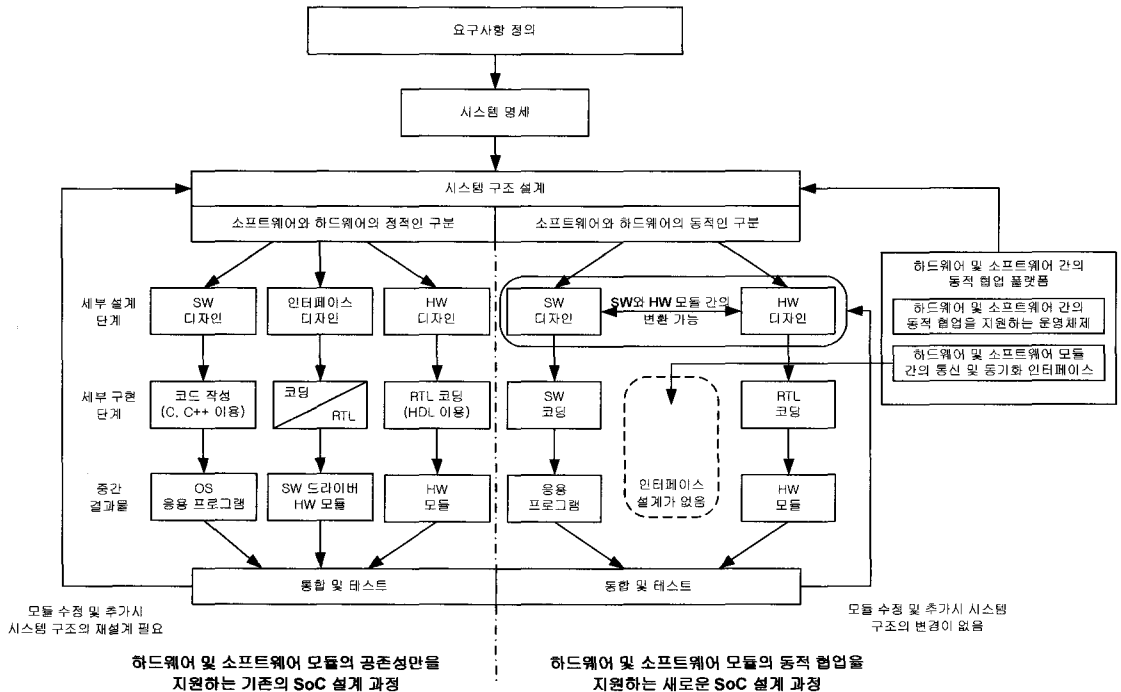 요구사항 정의
시스템 명세
시스템 구조 설계
소프트웨어와 하드웨어의 정적인 구분
소프트웨어와 하드웨어의 동적인 구분
세부 설계
단계
SW
디자인
인터페이스
디자인
HW
디자인
SW
디자인
SW와 HW 모듈 간의
변환 가능
HW
디자인
하드웨어 및 소프트웨어 간의
동적 협업 플랫폼
하드웨어 및 소프트웨어 간의
동적 협업을 지원하는 운영체제
하드웨어 및 소프트웨어 모듈
간의 통신 및 동기화 인터페이스
세부 구현
단계
코드 작성
(C, C++ 이용)
코딩
RTL
RTL 코딩
(HDL 이용)
SW
코딩
RTL
코딩
중간
결과물
OS
응용 프로그램
SW 드라이버
HW 모듈
HW
모듈
응용
프로그램
인터페이스
설계가 없음
HW
모듈
통합 및 테스트
통합 및 테스트
모듈 수정 및 추가시
시스템 구조의 재설계 필요
모듈 수정 및 추가시 시스템
구조의 변경이 없음
하드웨어 및 소프트웨어 모듈의 공존성만을
지원하는 기존의 SoC 설계 과정
하드웨어 및 소프트웨어 모듈의 동적 협업을
지원하는 새로운 SoC 설계 과정